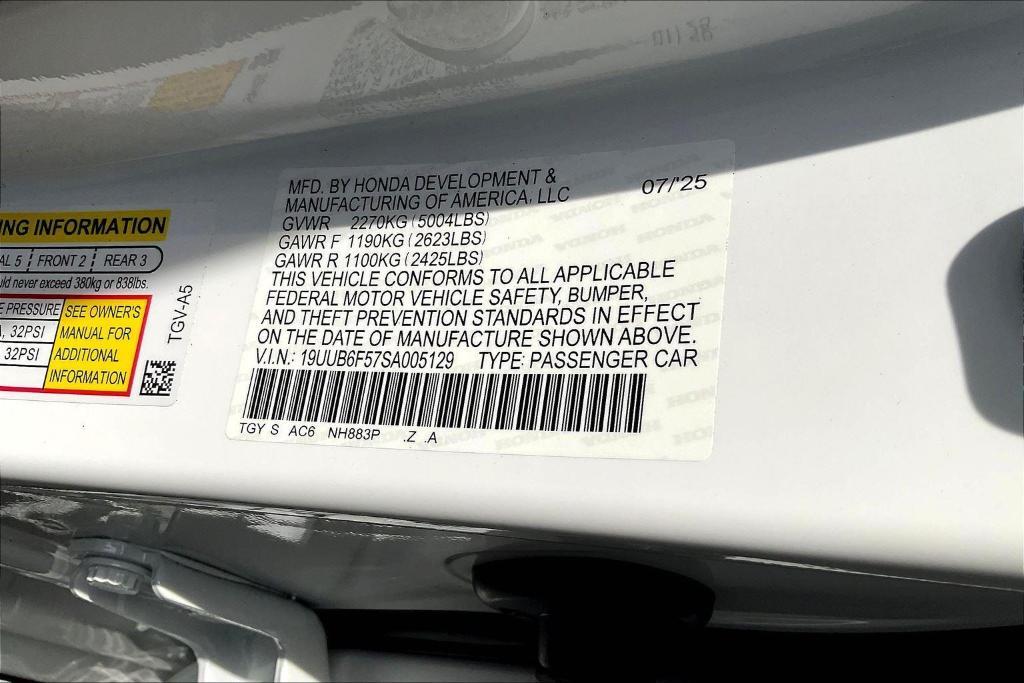 MFD. BY HONDA DEVELOPMENT &
MANUFACTURING OF AMERICA, LLC 07/'25
GVWR 2270KG (5004LBS)
GAWR F 1190KG (2623LBS)
GAWR R 1100KG (2425LBS)
THIS VEHICLE CONFORMS TO ALL APPLICABLE
FEDERAL MOTOR VEHICLE SAFETY, BUMPER,
AND THEFT PREVENTION STANDARDS IN EFFECT
ON THE DATE OF MANUFACTURE SHOWN ABOVE.
V.I.N.: 19UUB6F57SA005129 TYPE: PASSENGER CAR
TGY S AC6 NH883P .Z .A
INFORMATION
5 FRONT 2 REAR 3
never exceed 380kg or 838lbs.
PRESSURE
32PSI
32PSI
SEE OWNER'S
MANUAL FOR
ADDITIONAL
INFORMATION
TGV-A5